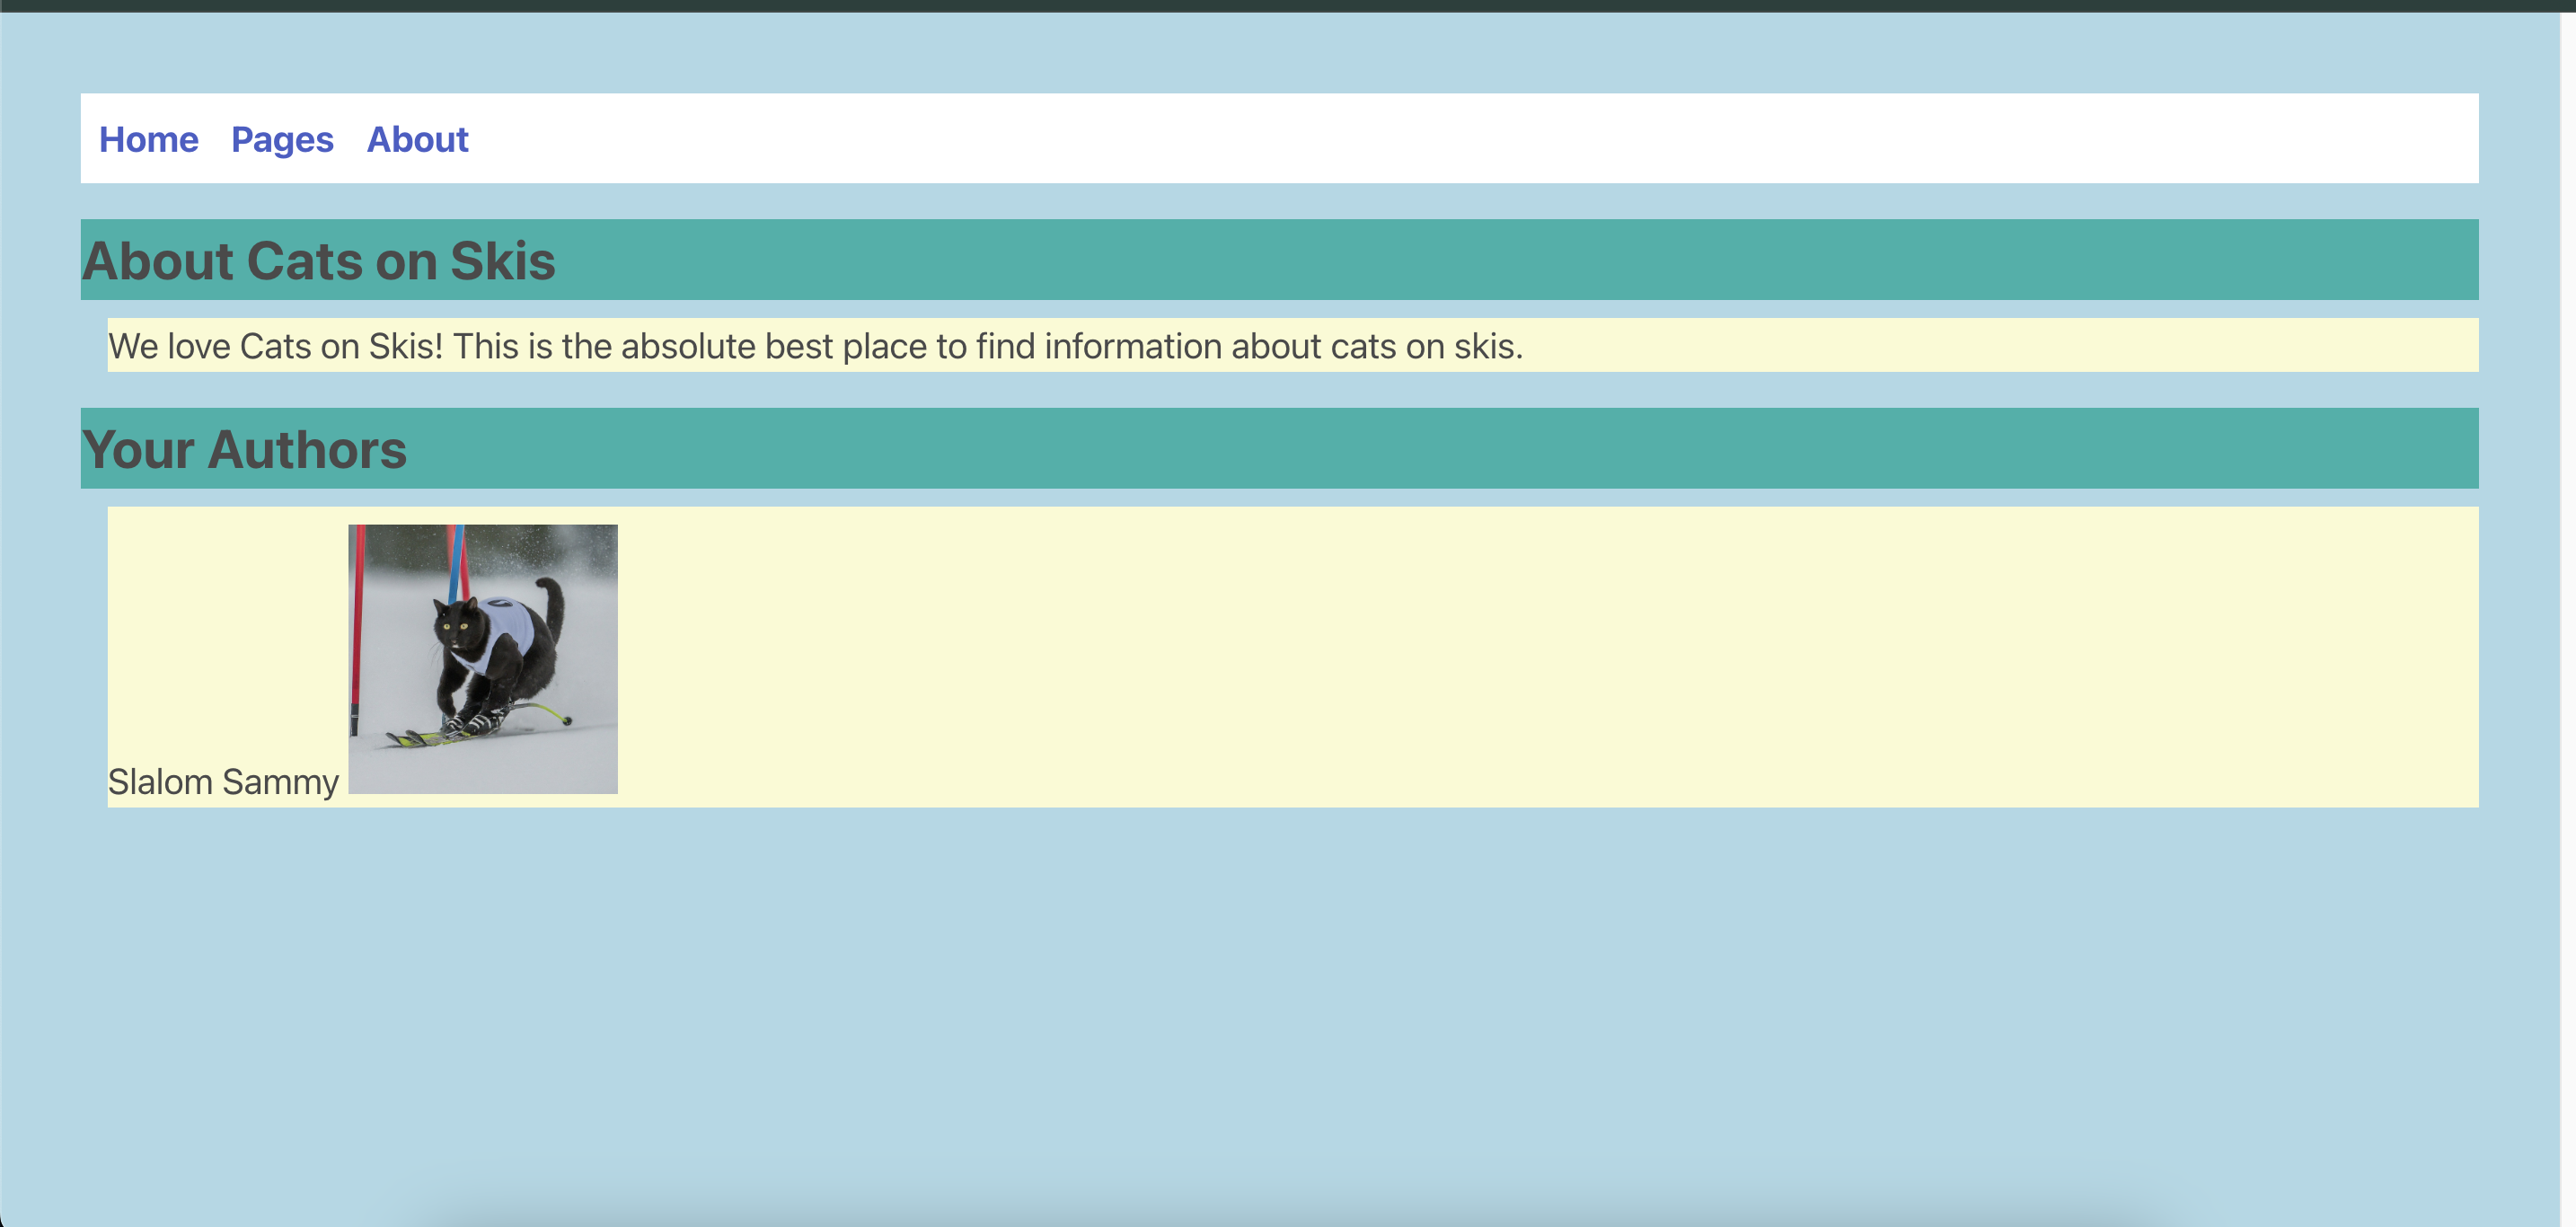 Home Pages About
About Cats on Skis
We love Cats on Skis! This is the absolute best place to find information about cats on skis.
Your Authors
Slalom Sammy